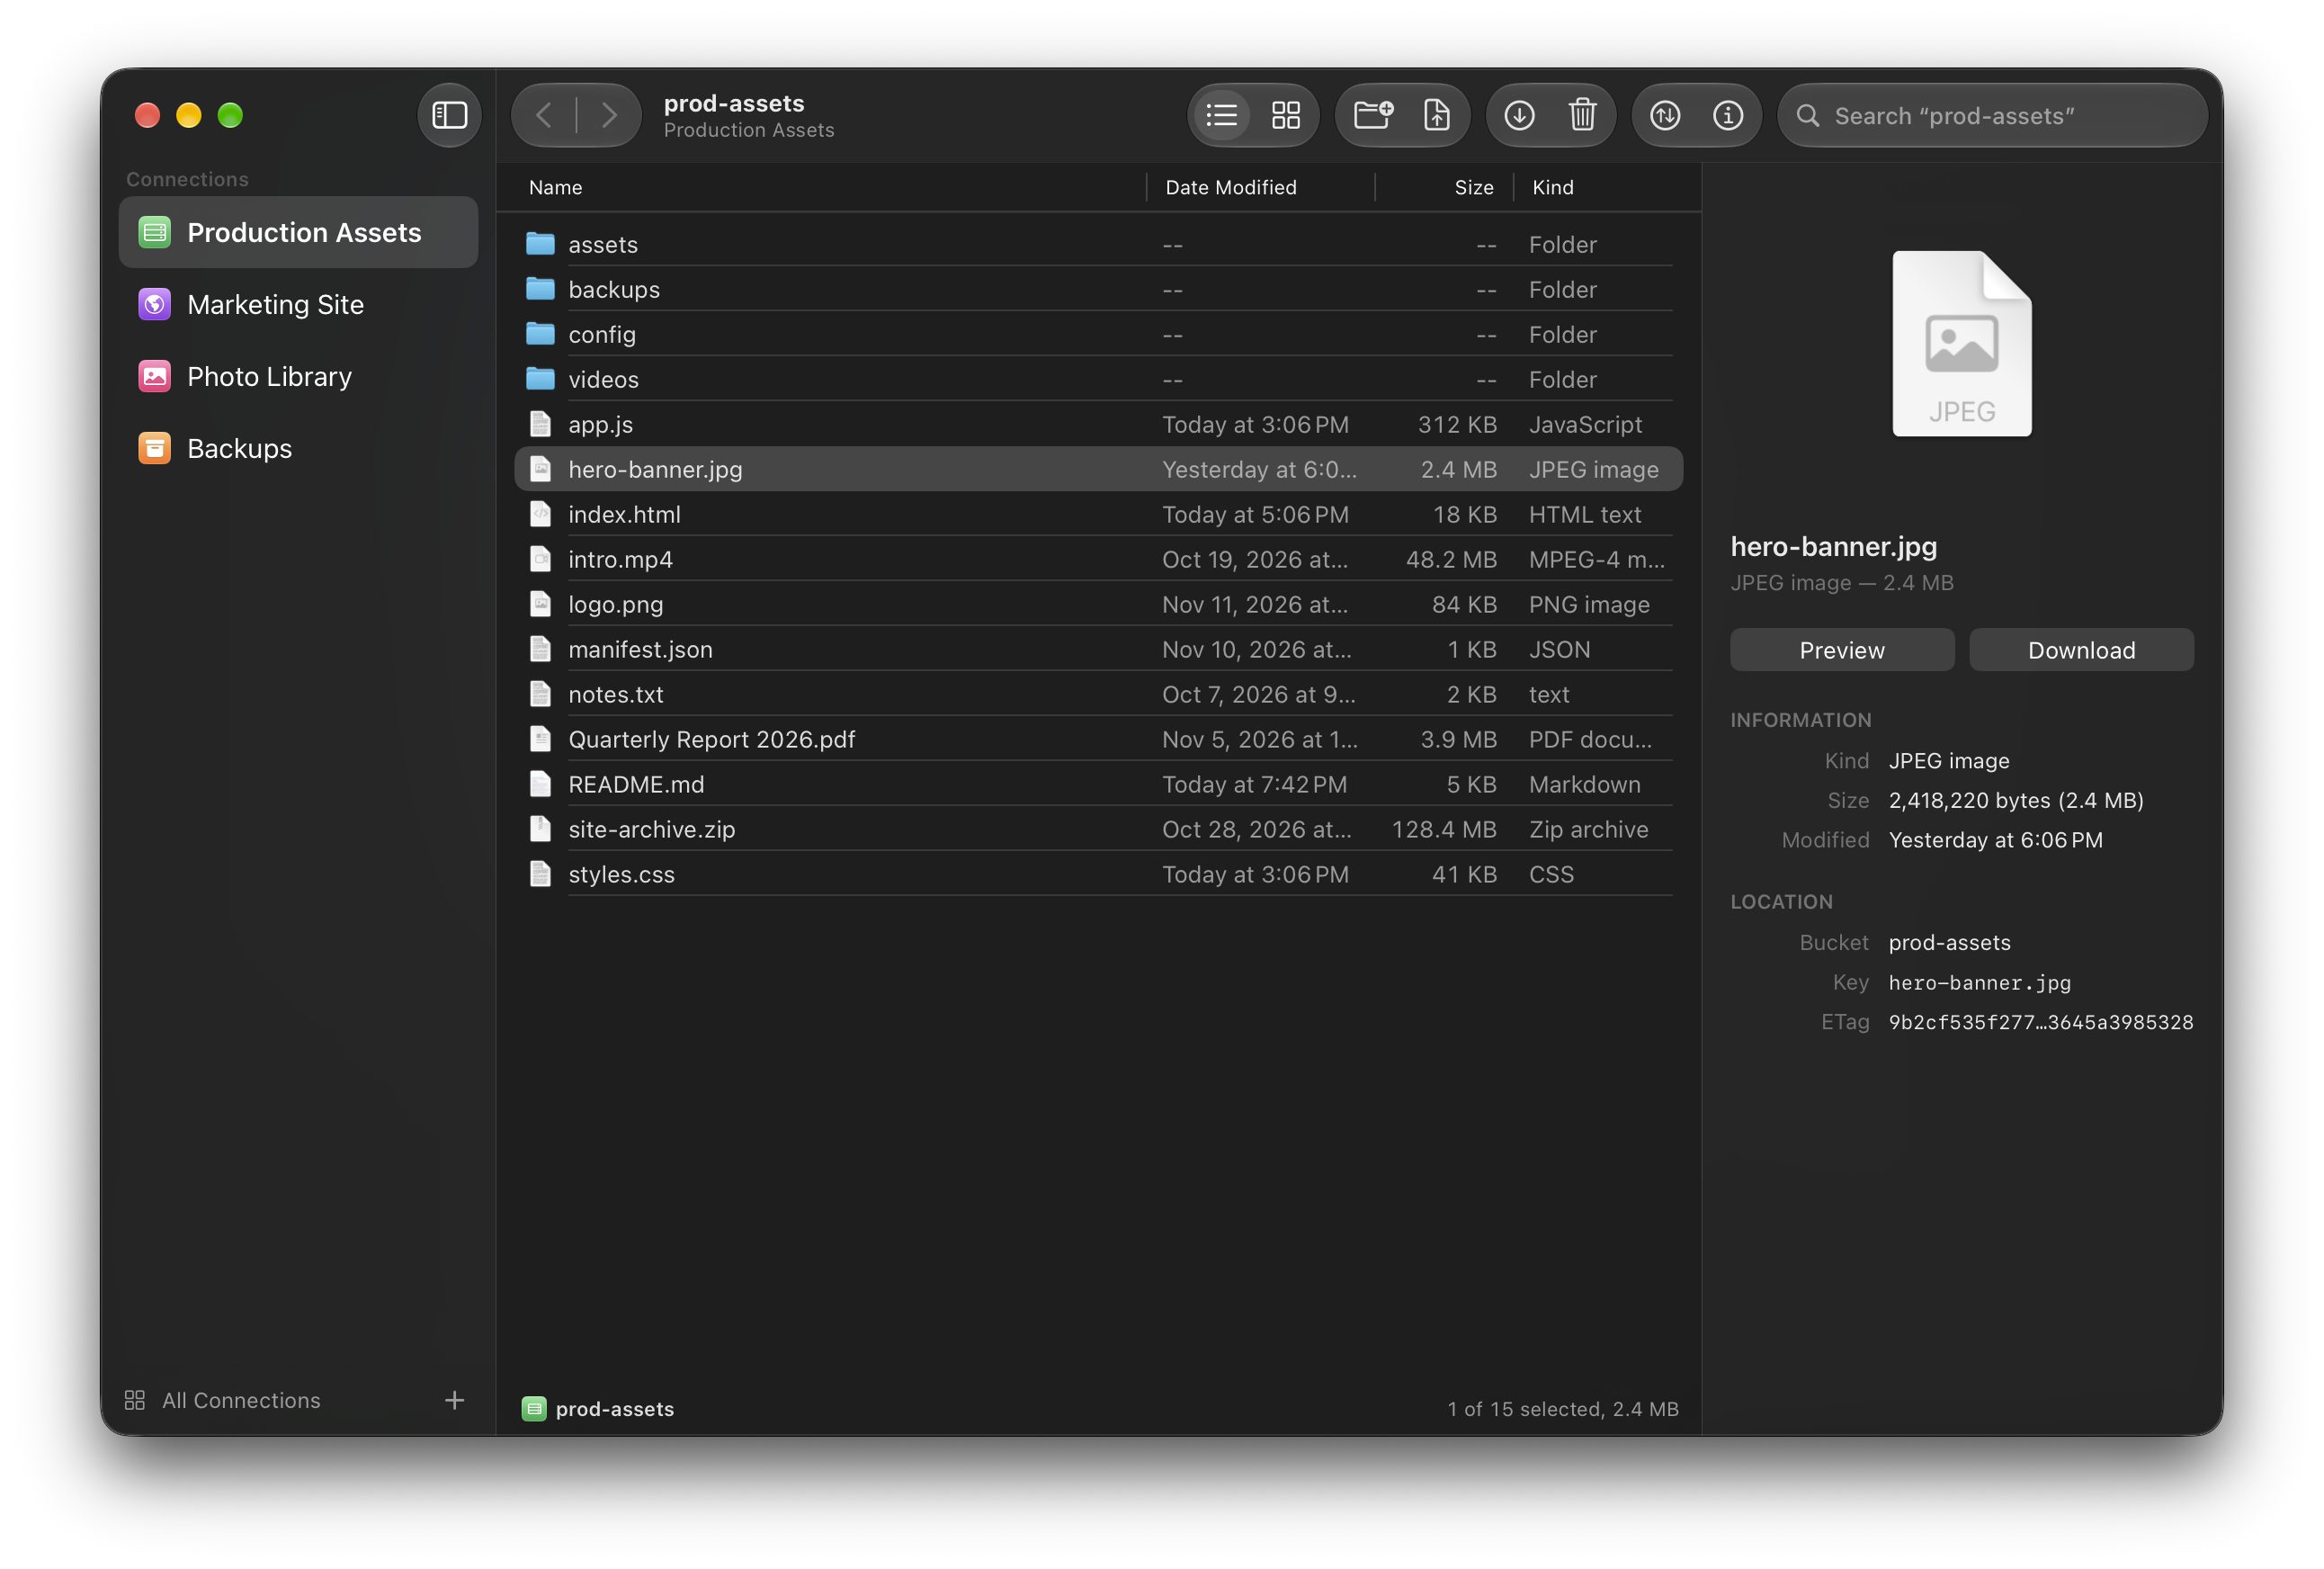 Connections
Production Assets
Marketing Site
Photo Library
Backups
All Connections
prod-assets
Production Assets
Search “prod-assets”
Name Date Modified Size Kind
assets -- -- Folder
backups -- -- Folder
config -- -- Folder
videos -- -- Folder
app.js Today at 3:06 PM 312 KB JavaScript
hero-banner.jpg Yesterday at 6:0... 2.4 MB JPEG image
index.html Today at 5:06 PM 18 KB HTML text
intro.mp4 Oct 19, 2026 at... 48.2 MB MPEG-4 m...
logo.png Nov 11, 2026 at... 84 KB PNG image
manifest.json Nov 10, 2026 at... 1 KB JSON
notes.txt Oct 7, 2026 at 9... 2 KB text
Quarterly Report 2026.pdf Nov 5, 2026 at 1... 3.9 MB PDF docu...
README.md Today at 7:42 PM 5 KB Markdown
site-archive.zip Oct 28, 2026 at... 128.4 MB Zip archive
styles.css Today at 3:06 PM 41 KB CSS
prod-assets
1 of 15 selected, 2.4 MB
JPEG
hero-banner.jpg
JPEG image — 2.4 MB
Preview Download
INFORMATION
Kind JPEG image
Size 2,418,220 bytes (2.4 MB)
Modified Yesterday at 6:06 PM
LOCATION
Bucket prod-assets
Key hero-banner.jpg
ETag 9b2cf535f277…3645a3985328